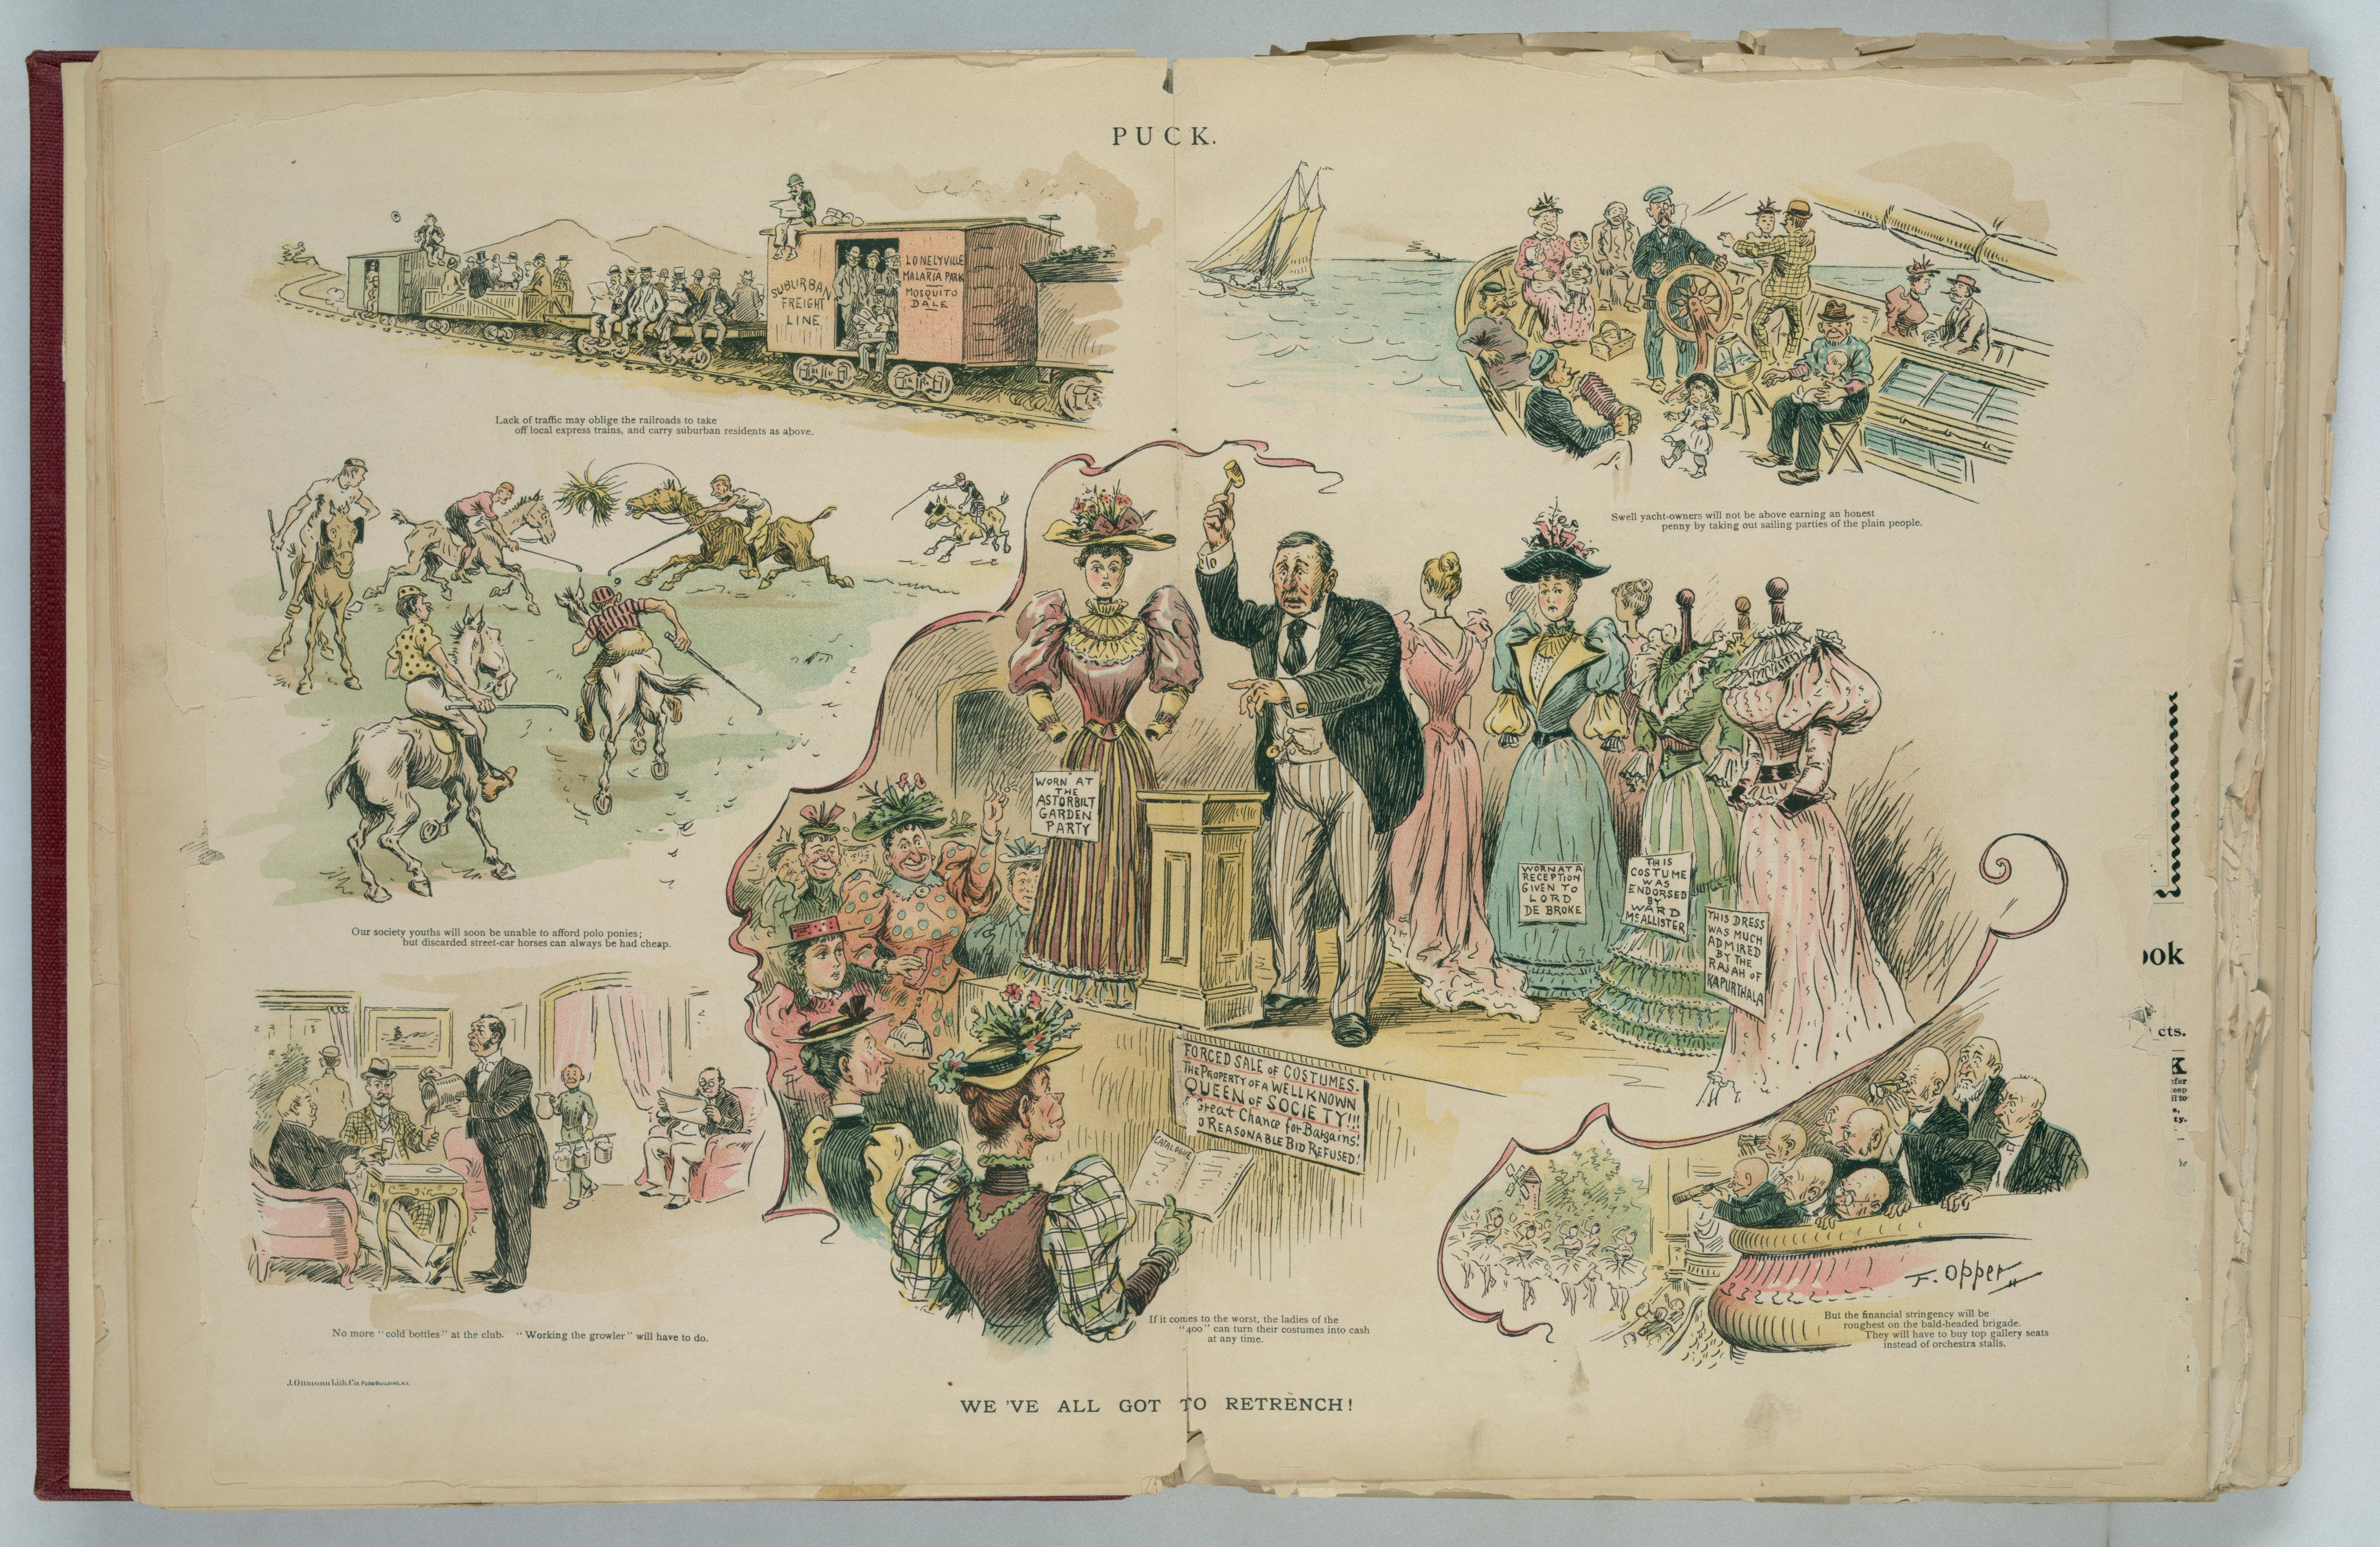 PUCK.
SUBURBAN
FREIGHT
LINE
LONELYVILLE
MALARIA PARK
MOSQUITO
DALE
Lack of traffic may oblige the railroads to take
off local express trains, and carry suburban residents as above.
Swell yacht-owners will not be above earning an honest
penny by taking out sailing parties of the plain people.
Our society youths will soon be unable to afford polo ponies;
but discarded street-car horses can always be had cheap.
WORN AT
THE
ASTORBILT
GARDEN
PARTY
WORN AT A
RECEPTION
GIVEN TO
LORD
DE BROKE
THIS
COSTUME
WAS
ENDORSED
BY
WARD
McALLISTER
THIS DRESS
WAS MUCH
ADMIRED
BY THE
RAJAH OF
KAPURTHALA
FORCED SALE OF COSTUMES.
THE PROPERTY OF A WELL KNOWN
QUEEN OF SOCIETY!!!
Great Chance for Bargains!
O REASONABLE BID REFUSED!
CATALOGUE
No more "cold bottles" at the club. "Working the growler" will have to do.
If it comes to the worst, the ladies of the
"400" can turn their costumes into cash
at any time.
F. Opper
But the financial stringency will be
roughest on the bald-headed brigade.
They will have to buy top gallery seats
instead of orchestra stalls.
J. Ottmann Lith. Co. PUCK BUILDING, N.Y.
WE 'VE ALL GOT TO RETRENCH!
ook
cts.
K